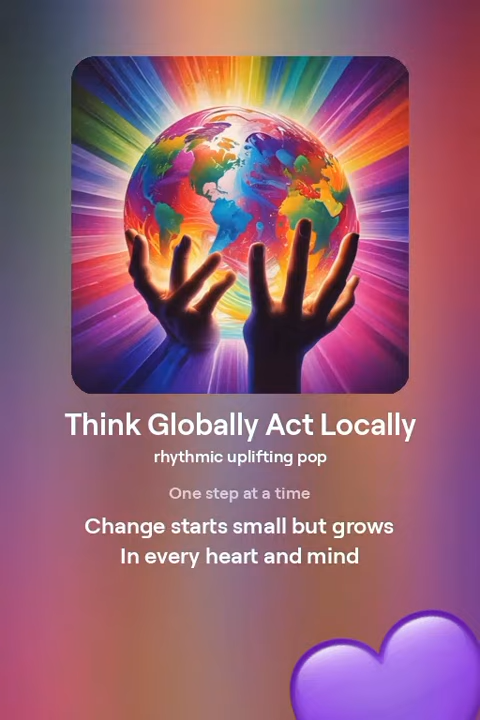 Think Globally Act Locally
rhythmic uplifting pop
One step at a time
Change starts small but grows
In every heart and mind